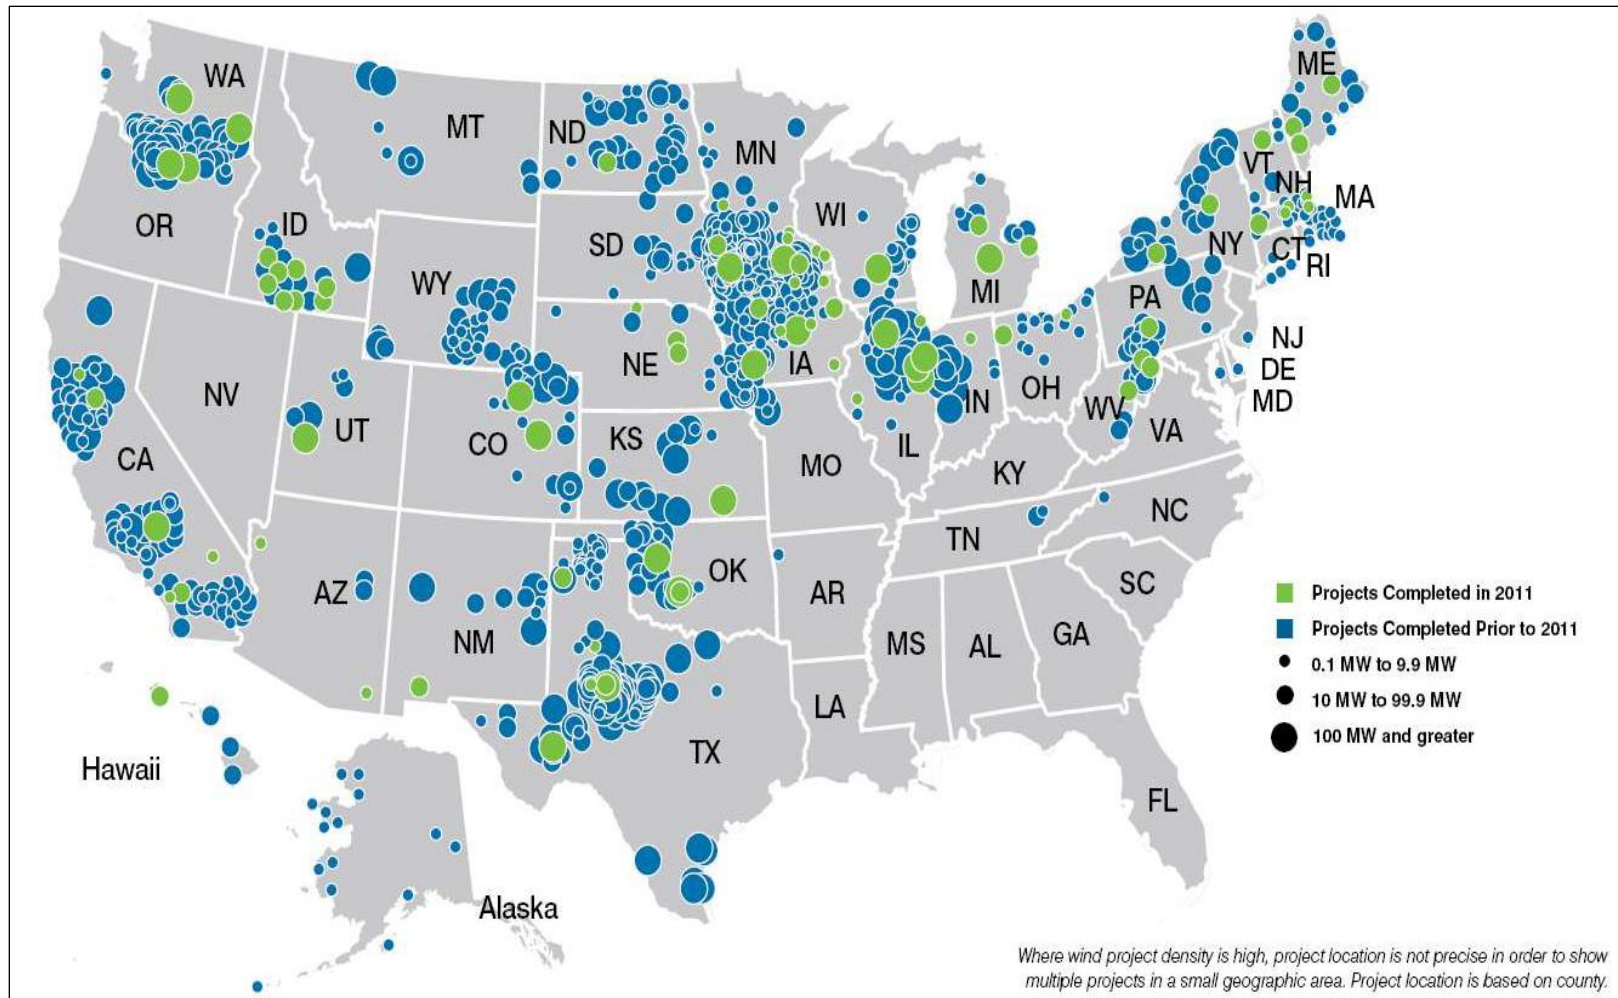 WA
MT
ND
MN
ME
VT
NH
MA
OR
ID
SD
WI
NY
CT
RI
WY
MI
PA
NE
IA
NJ
NV
UT
CO
KS
IL
IN
OH
WV
DE
MD
VA
CA
MO
KY
NC
TN
AZ
NM
OK
AR
SC
MS
AL
GA
LA
TX
FL
Hawaii
Alaska
Projects Completed in 2011
Projects Completed Prior to 2011
0.1 MW to 9.9 MW
10 MW to 99.9 MW
100 MW and greater
Where wind project density is high, project location is not precise in order to show
multiple projects in a small geographic area. Project location is based on county.